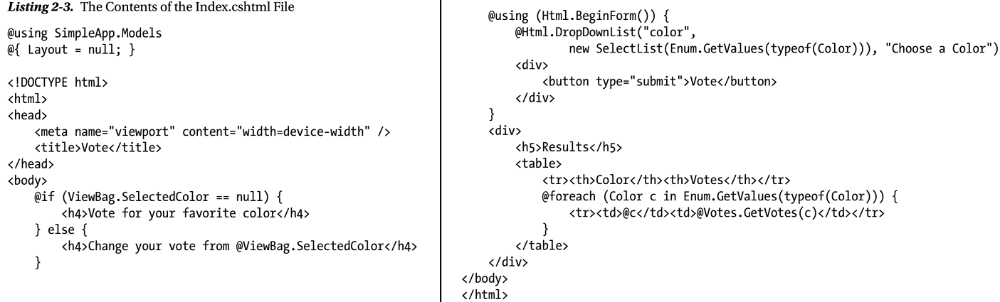 Listing 2-3. The Contents of the Index.cshtml File
@using SimpleApp.Models
@{ Layout = null; }
<!DOCTYPE html>
<html>
<head>
    <meta name="viewport" content="width=device-width" />
    <title>Vote</title>
</head>
<body>
    @if (ViewBag.SelectedColor == null) {
        <h4>Vote for your favorite color</h4>
    } else {
        <h4>Change your vote from @ViewBag.SelectedColor</h4>
    }
    @using (Html.BeginForm()) {
        @Html.DropDownList("color",
                new SelectList(Enum.GetValues(typeof(Color))), "Choose a Color")
        <div>
            <button type="submit">Vote</button>
        </div>
    }
    <div>
        <h5>Results</h5>
        <table>
            <tr><th>Color</th><th>Votes</th></tr>
            @foreach (Color c in Enum.GetValues(typeof(Color))) {
                <tr><td>@c</td><td>@Votes.GetVotes(c)</td></tr>
            }
        </table>
    </div>
</body>
</html>